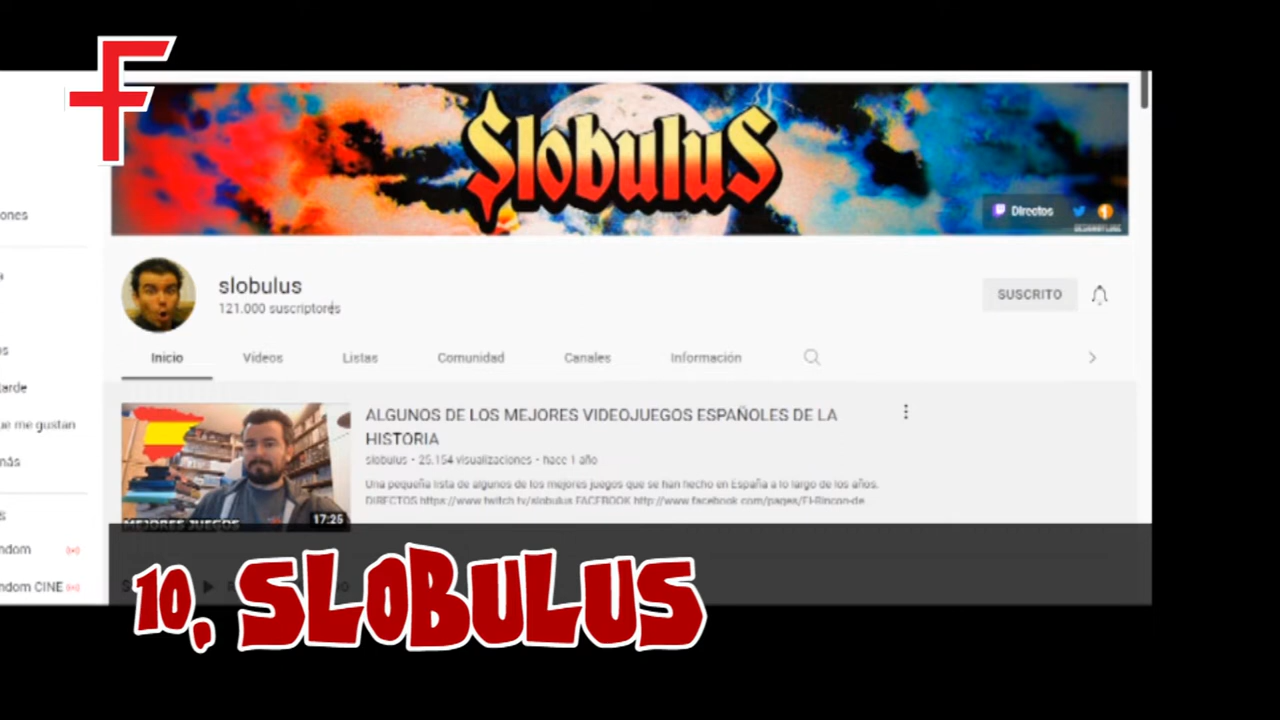 F
SlobuluS
ones
Directos
slobulus
121.000 suscriptores
SUSCRITO
Inicio Vídeos Listas Comunidad Canales Información
tarde
ue me gustan
más
ALGUNOS DE LOS MEJORES VIDEOJUEGOS ESPAÑOLES DE LA
HISTORIA
slobulus • 25.154 visualizaciones • hace 1 año
Una pequeña lista de algunos de los mejores juegos que se han hecho en España a lo largo de los años.
DIRECTOS https://www.twitch.tv/slobulus FACEBOOK http://www.facebook.com/pages/El-Rincon-de
MEJORES JUEGOS
17:25
ndom
ndom CINE
10, SLOBULUS